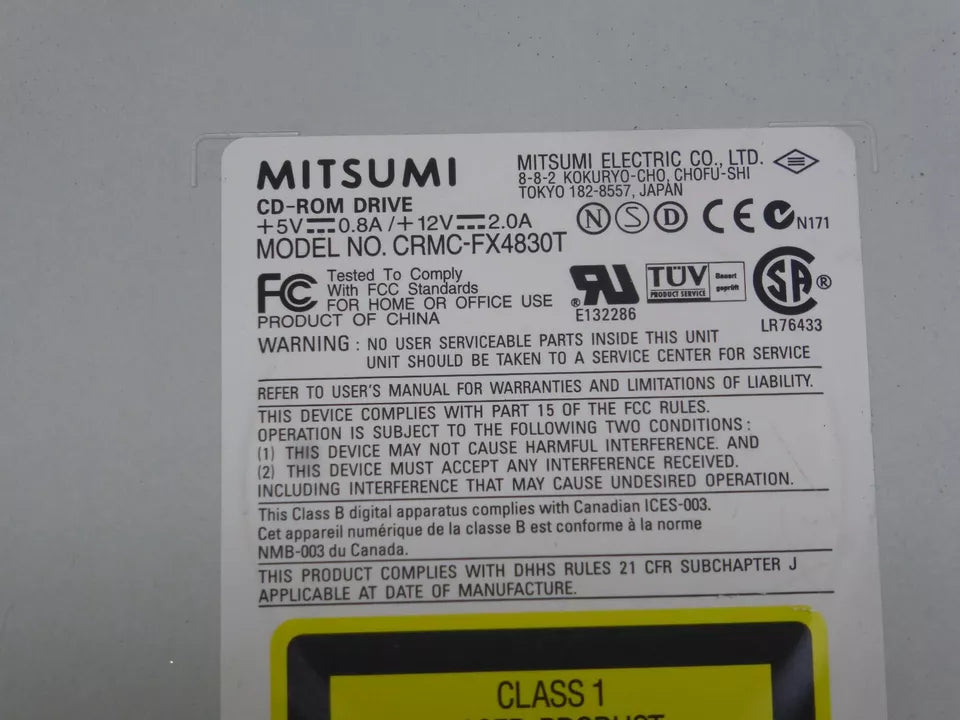 MITSUMI
MITSUMI ELECTRIC CO., LTD.
8-8-2 KOKURYO-CHO, CHOFU-SHI
TOKYO 182-8557, JAPAN
CD-ROM DRIVE
+5V⎓0.8A/+12V⎓2.0A
MODEL NO. CRMC-FX4830T
N S D CE N171
FC Tested To Comply
With FCC Standards
FOR HOME OR OFFICE USE
PRODUCT OF CHINA
RU ®
E132286
TÜV
PRODUCT SERVICE
Bauart
geprüft
SA ®
LR76433
WARNING : NO USER SERVICEABLE PARTS INSIDE THIS UNIT
UNIT SHOULD BE TAKEN TO A SERVICE CENTER FOR SERVICE
REFER TO USER'S MANUAL FOR WARRANTIES AND LIMITATIONS OF LIABILITY.
THIS DEVICE COMPLIES WITH PART 15 OF THE FCC RULES.
OPERATION IS SUBJECT TO THE FOLLOWING TWO CONDITIONS :
(1) THIS DEVICE MAY NOT CAUSE HARMFUL INTERFERENCE. AND
(2) THIS DEVICE MUST ACCEPT ANY INTERFERENCE RECEIVED.
INCLUDING INTERFERENCE THAT MAY CAUSE UNDESIRED OPERATION.
This Class B digital apparatus complies with Canadian ICES-003.
Cet appareil numérique de la classe B est conforme à la norme
NMB-003 du Canada.
THIS PRODUCT COMPLIES WITH DHHS RULES 21 CFR SUBCHAPTER J
APPLICABLE AT DATE OF MANUFACTURE.
CLASS 1